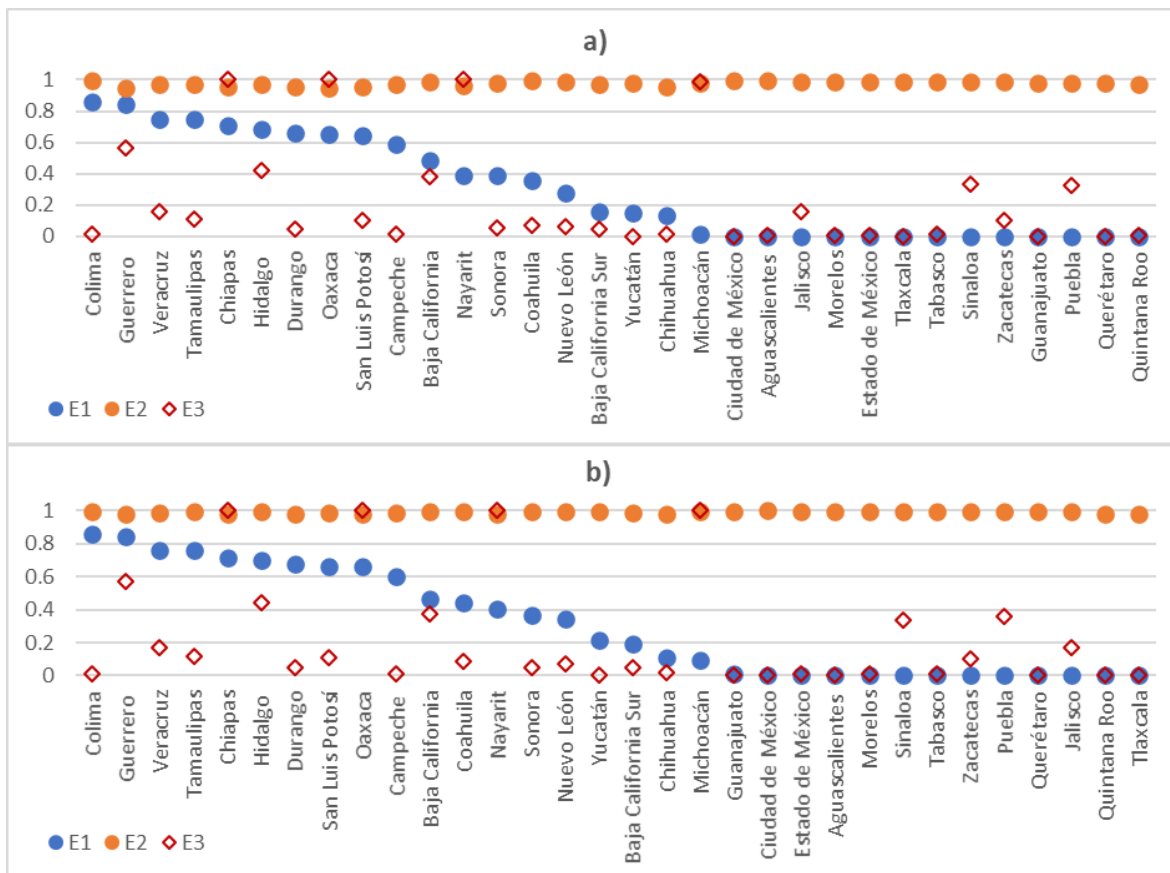 a)
1
0.8
0.6
0.4
0.2
0
Colima
Guerrero
Veracruz
Tamaulipas
Chiapas
Hidalgo
Durango
Oaxaca
San Luis Potosí
Campeche
Baja California
Nayarit
Sonora
Coahuila
Nuevo León
Baja California Sur
Yucatán
Chihuahua
Michoacán
Ciudad de México
Aguascalientes
Jalisco
Morelos
Estado de México
Tlaxcala
Tabasco
Sinaloa
Zacatecas
Guanajuato
Puebla
Querétaro
Quintana Roo
E1 E2 E3
b)
1
0.8
0.6
0.4
0.2
0
Colima
Guerrero
Veracruz
Tamaulipas
Chiapas
Hidalgo
Durango
San Luis Potosí
Oaxaca
Campeche
Baja California
Coahuila
Nayarit
Sonora
Nuevo León
Yucatán
Baja California Sur
Chihuahua
Michoacán
Guanajuato
Ciudad de México
Estado de México
Aguascalientes
Morelos
Sinaloa
Tabasco
Zacatecas
Puebla
Querétaro
Jalisco
Quintana Roo
Tlaxcala
E1 E2 E3